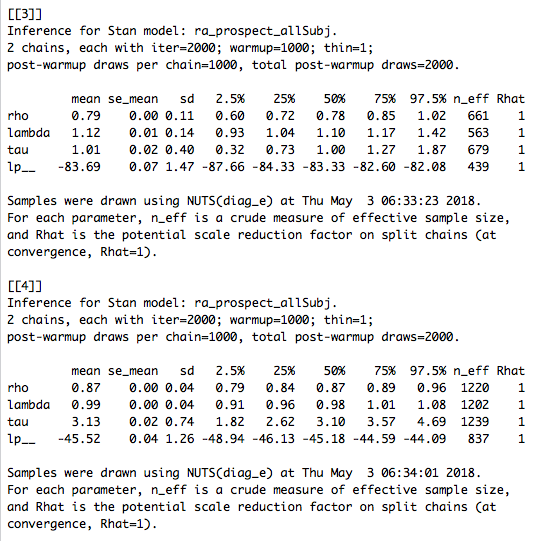 [[3]]
Inference for Stan model: ra_prospect_allSubj.
2 chains, each with iter=2000; warmup=1000; thin=1;
post-warmup draws per chain=1000, total post-warmup draws=2000.
mean se_mean sd 2.5% 25% 50% 75% 97.5% n_eff Rhat
rho 0.79 0.00 0.11 0.60 0.72 0.78 0.85 1.02 661 1
lambda 1.12 0.01 0.14 0.93 1.04 1.10 1.17 1.42 563 1
tau 1.01 0.02 0.40 0.32 0.73 1.00 1.27 1.87 679 1
lp__ -83.69 0.07 1.47 -87.66 -84.33 -83.33 -82.60 -82.08 439 1
Samples were drawn using NUTS(diag_e) at Thu May  3 06:33:23 2018.
For each parameter, n_eff is a crude measure of effective sample size,
and Rhat is the potential scale reduction factor on split chains (at
convergence, Rhat=1).
[[4]]
Inference for Stan model: ra_prospect_allSubj.
2 chains, each with iter=2000; warmup=1000; thin=1;
post-warmup draws per chain=1000, total post-warmup draws=2000.
mean se_mean sd 2.5% 25% 50% 75% 97.5% n_eff Rhat
rho 0.87 0.00 0.04 0.79 0.84 0.87 0.89 0.96 1220 1
lambda 0.99 0.00 0.04 0.91 0.96 0.98 1.01 1.08 1202 1
tau 3.13 0.02 0.74 1.82 2.62 3.10 3.57 4.69 1239 1
lp__ -45.52 0.04 1.26 -48.94 -46.13 -45.18 -44.59 -44.09 837 1
Samples were drawn using NUTS(diag_e) at Thu May  3 06:34:01 2018.
For each parameter, n_eff is a crude measure of effective sample size,
and Rhat is the potential scale reduction factor on split chains (at
convergence, Rhat=1).